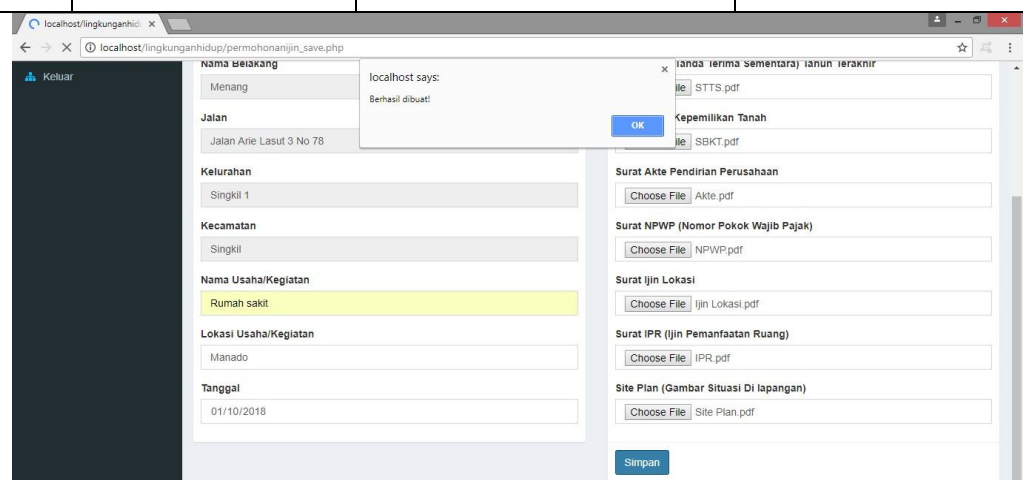 localhost/lingkunganhid
localhost/lingkunganhidup/permohonanijin_save.php
Keluar
localhost says:
Berhasil dibuat!
OK
Nama Belakang
Menang
Jalan
Jalan Arie Lasut 3 No 78
Kelurahan
Singkil 1
Kecamatan
Singkil
Nama Usaha/Kegiatan
Rumah sakit
Lokasi Usaha/Kegiatan
Manado
Tanggal
01/10/2018
Tanda Terima Sementara) Tahun Terakhir
ile STTS.pdf
Kepemilikan Tanah
ile SBKT.pdf
Surat Akte Pendirian Perusahaan
Choose File Akte.pdf
Surat NPWP (Nomor Pokok Wajib Pajak)
Choose File NPWP.pdf
Surat Ijin Lokasi
Choose File Ijin Lokasi.pdf
Surat IPR (Ijin Pemanfaatan Ruang)
Choose File IPR.pdf
Site Plan (Gambar Situasi Di lapangan)
Choose File Site Plan.pdf
Simpan